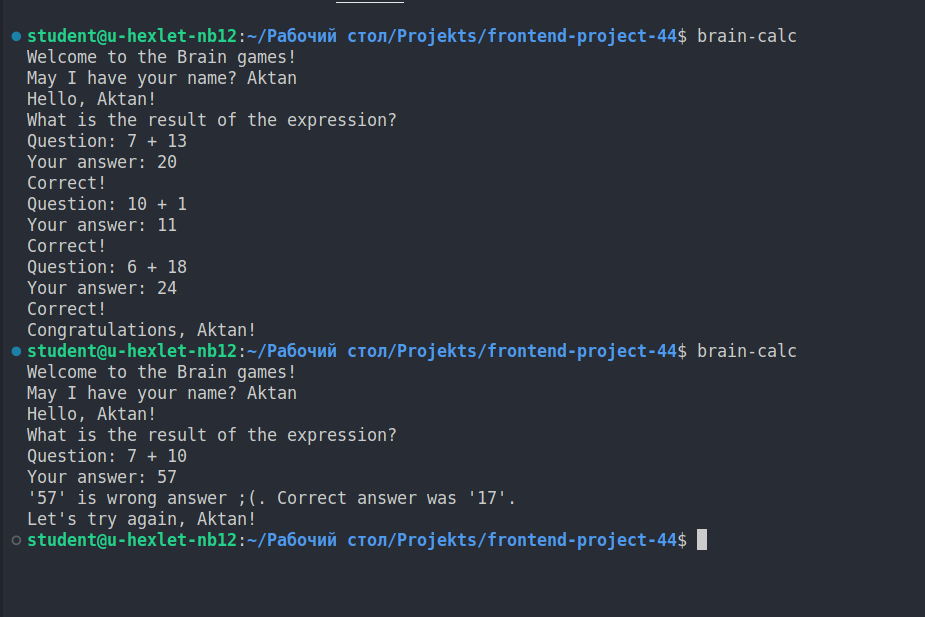 student@u-hexlet-nb12:~/Рабочий стол/Projekts/frontend-project-44$ brain-calc
Welcome to the Brain games!
May I have your name? Aktan
Hello, Aktan!
What is the result of the expression?
Question: 7 + 13
Your answer: 20
Correct!
Question: 10 + 1
Your answer: 11
Correct!
Question: 6 + 18
Your answer: 24
Correct!
Congratulations, Aktan!
student@u-hexlet-nb12:~/Рабочий стол/Projekts/frontend-project-44$ brain-calc
Welcome to the Brain games!
May I have your name? Aktan
Hello, Aktan!
What is the result of the expression?
Question: 7 + 10
Your answer: 57
'57' is wrong answer ;(. Correct answer was '17'.
Let's try again, Aktan!
student@u-hexlet-nb12:~/Рабочий стол/Projekts/frontend-project-44$